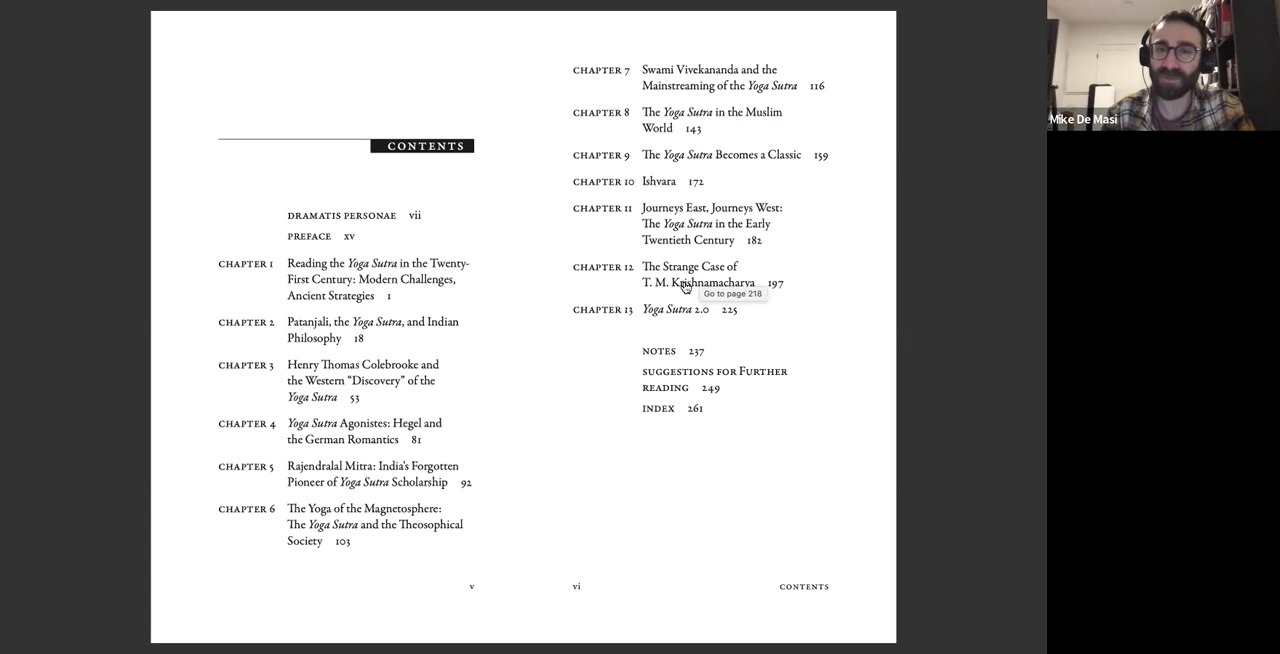 CONTENTS
DRAMATIS PERSONAE vii
PREFACE xv
CHAPTER 1 Reading the Yoga Sutra in the Twenty-
First Century: Modern Challenges,
Ancient Strategies 1
CHAPTER 2 Patanjali, the Yoga Sutra, and Indian
Philosophy 18
CHAPTER 3 Henry Thomas Colebrooke and
the Western “Discovery” of the
Yoga Sutra 53
CHAPTER 4 Yoga Sutra Agonistes: Hegel and
the German Romantics 81
CHAPTER 5 Rajendralal Mitra: India’s Forgotten
Pioneer of Yoga Sutra Scholarship 92
CHAPTER 6 The Yoga of the Magnetosphere:
The Yoga Sutra and the Theosophical
Society 103
v
CHAPTER 7 Swami Vivekananda and the
Mainstreaming of the Yoga Sutra 116
CHAPTER 8 The Yoga Sutra in the Muslim
World 143
CHAPTER 9 The Yoga Sutra Becomes a Classic 159
CHAPTER 10 Ishvara 172
CHAPTER 11 Journeys East, Journeys West:
The Yoga Sutra in the Early
Twentieth Century 182
CHAPTER 12 The Strange Case of
T. M. Krishnamacharya 197
Go to page 218
CHAPTER 13 Yoga Sutra 2.0 225
NOTES 237
SUGGESTIONS FOR FURTHER
READING 249
INDEX 261
vi CONTENTS
Mike De Masi